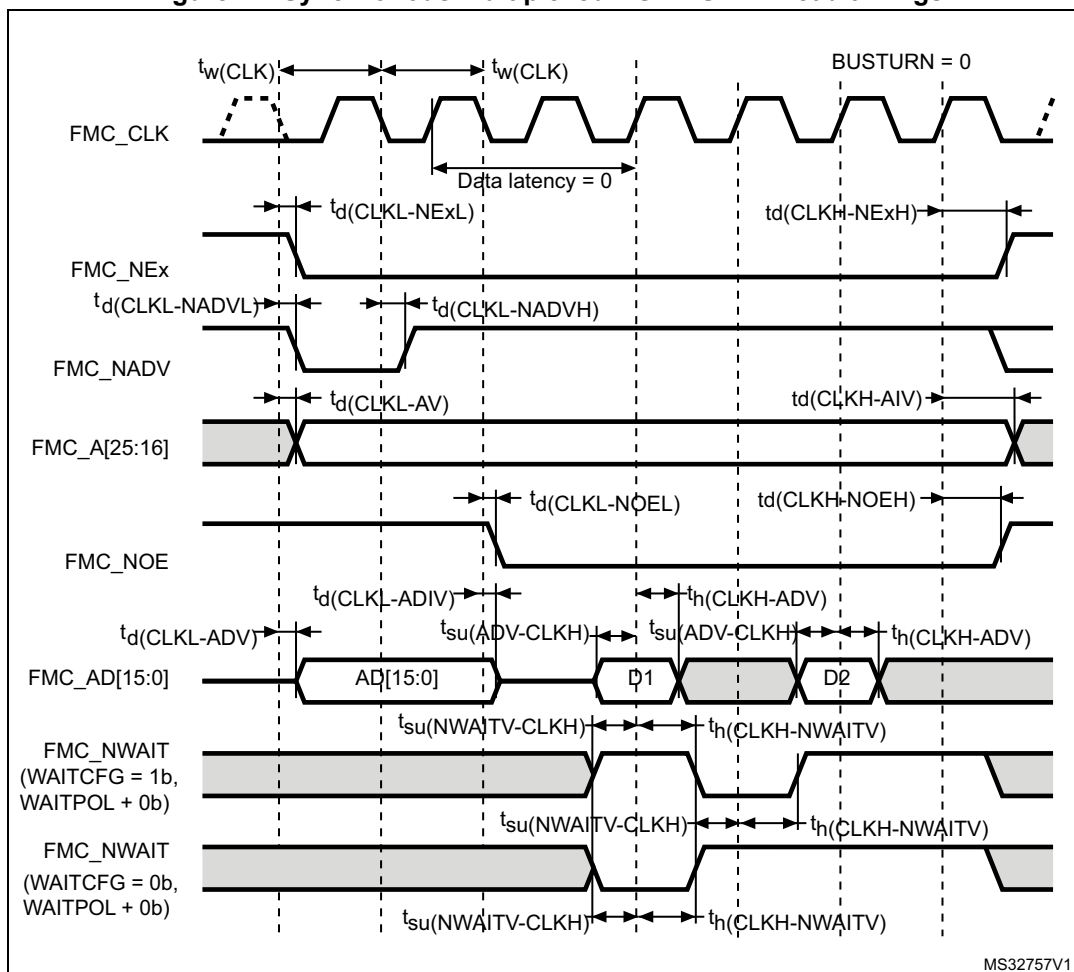 tw(CLK) tw(CLK) BUSTURN = 0
FMC_CLK
Data latency = 0
td(CLKL-NExL) td(CLKH-NExH)
FMC_NEx
td(CLKL-NADVL) td(CLKL-NADVH)
FMC_NADV
td(CLKL-AV) td(CLKH-AIV)
FMC_A[25:16]
td(CLKL-NOEL) td(CLKH-NOEH)
FMC_NOE
td(CLKL-ADIV) th(CLKH-ADV)
td(CLKL-ADV) tsu(ADV-CLKH) tsu(ADV-CLKH) th(CLKH-ADV)
FMC_AD[15:0] AD[15:0] D1 D2
tsu(NWAITV-CLKH) th(CLKH-NWAITV)
FMC_NWAIT
(WAITCFG = 1b,
WAITPOL + 0b)
tsu(NWAITV-CLKH) th(CLKH-NWAITV)
FMC_NWAIT
(WAITCFG = 0b,
WAITPOL + 0b)
tsu(NWAITV-CLKH) th(CLKH-NWAITV)
MS32757V1